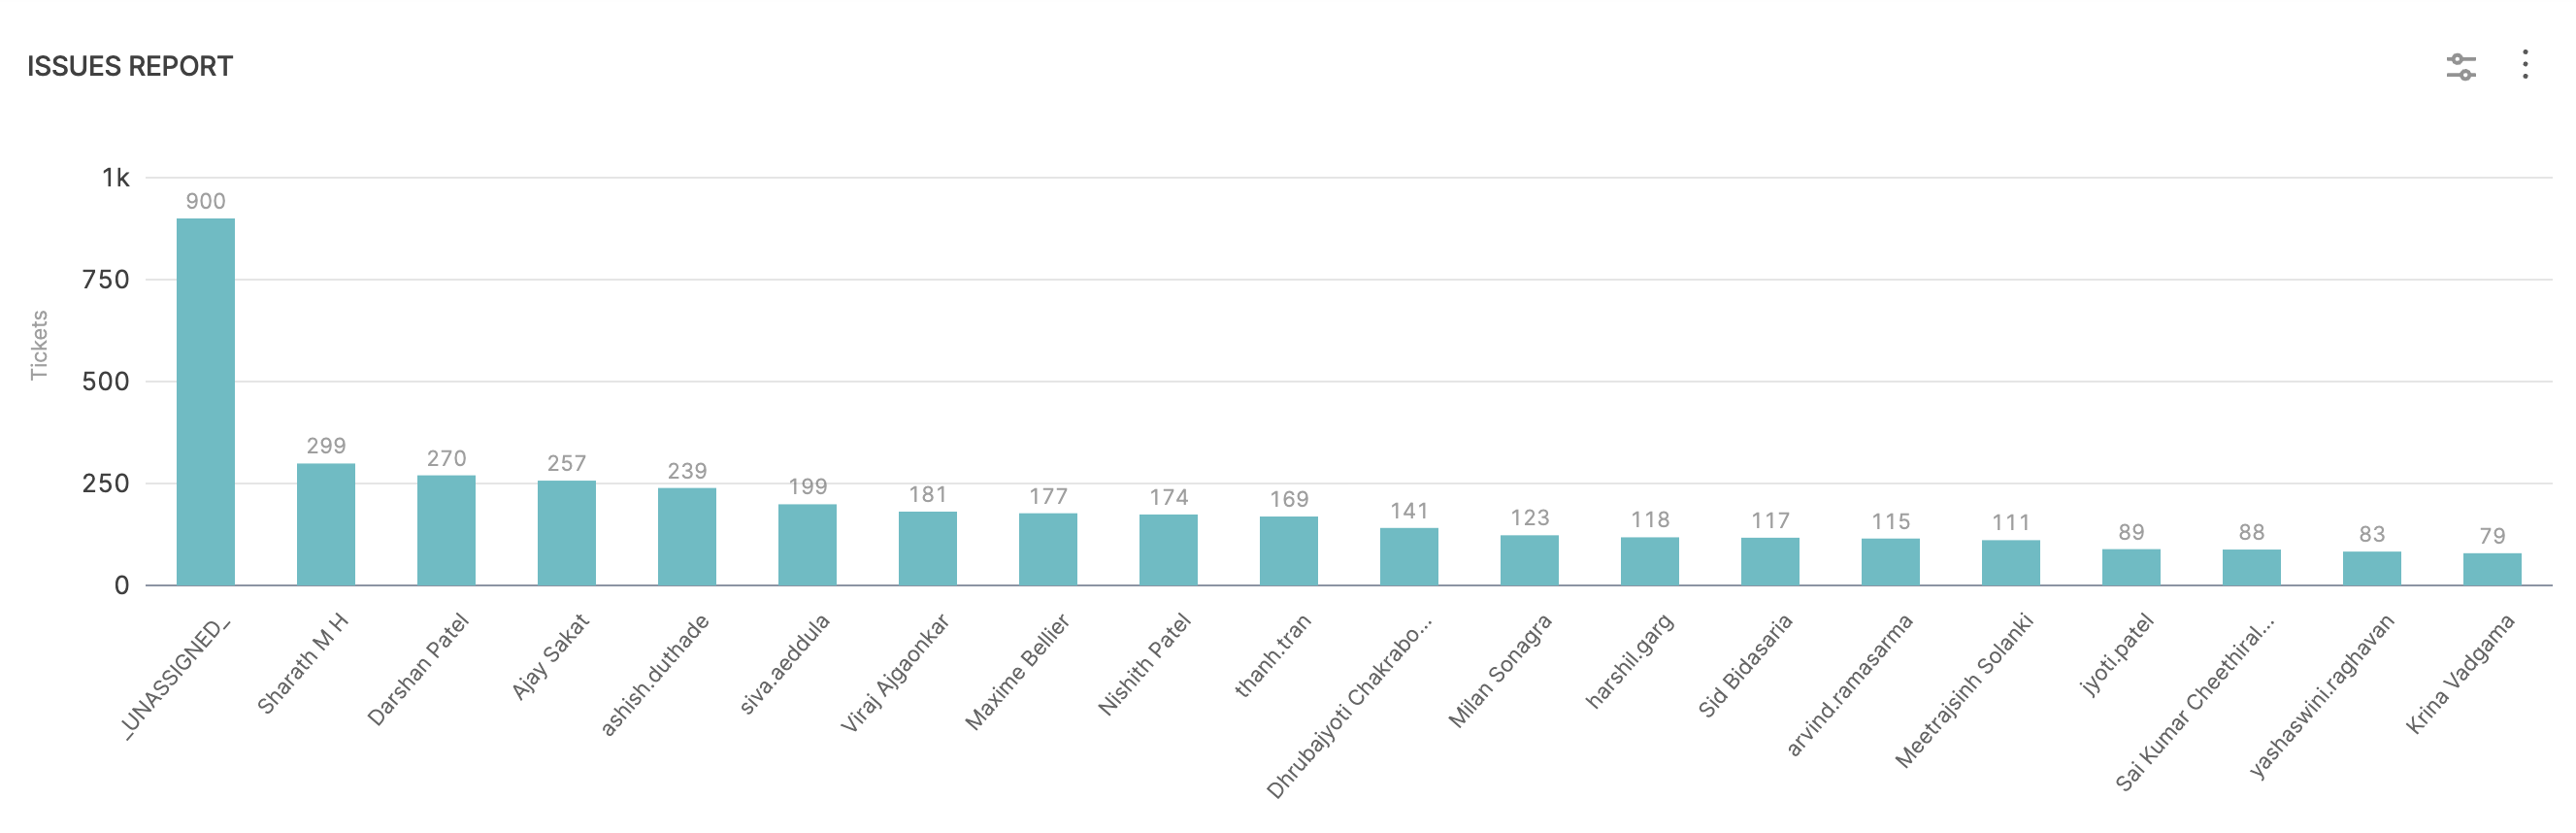 ISSUES REPORT
1k
750
500
250
0
Tickets
900
299
270
257
239
199
181
177
174
169
141
123
118
117
115
111
89
88
83
79
_UNASSIGNED_
Sharath M H
Darshan Patel
Ajay Sakat
ashish.duthade
siva.aeddula
Viraj Ajgaonkar
Maxime Bellier
Nishith Patel
thanh.tran
Dhrubajyoti Chakrabo...
Milan Sonagra
harshil.garg
Sid Bidasaria
arvind.ramasarma
Meetrajsinh Solanki
jyoti.patel
Sai Kumar Cheethiral...
yashaswini.raghavan
Krina Vadgama